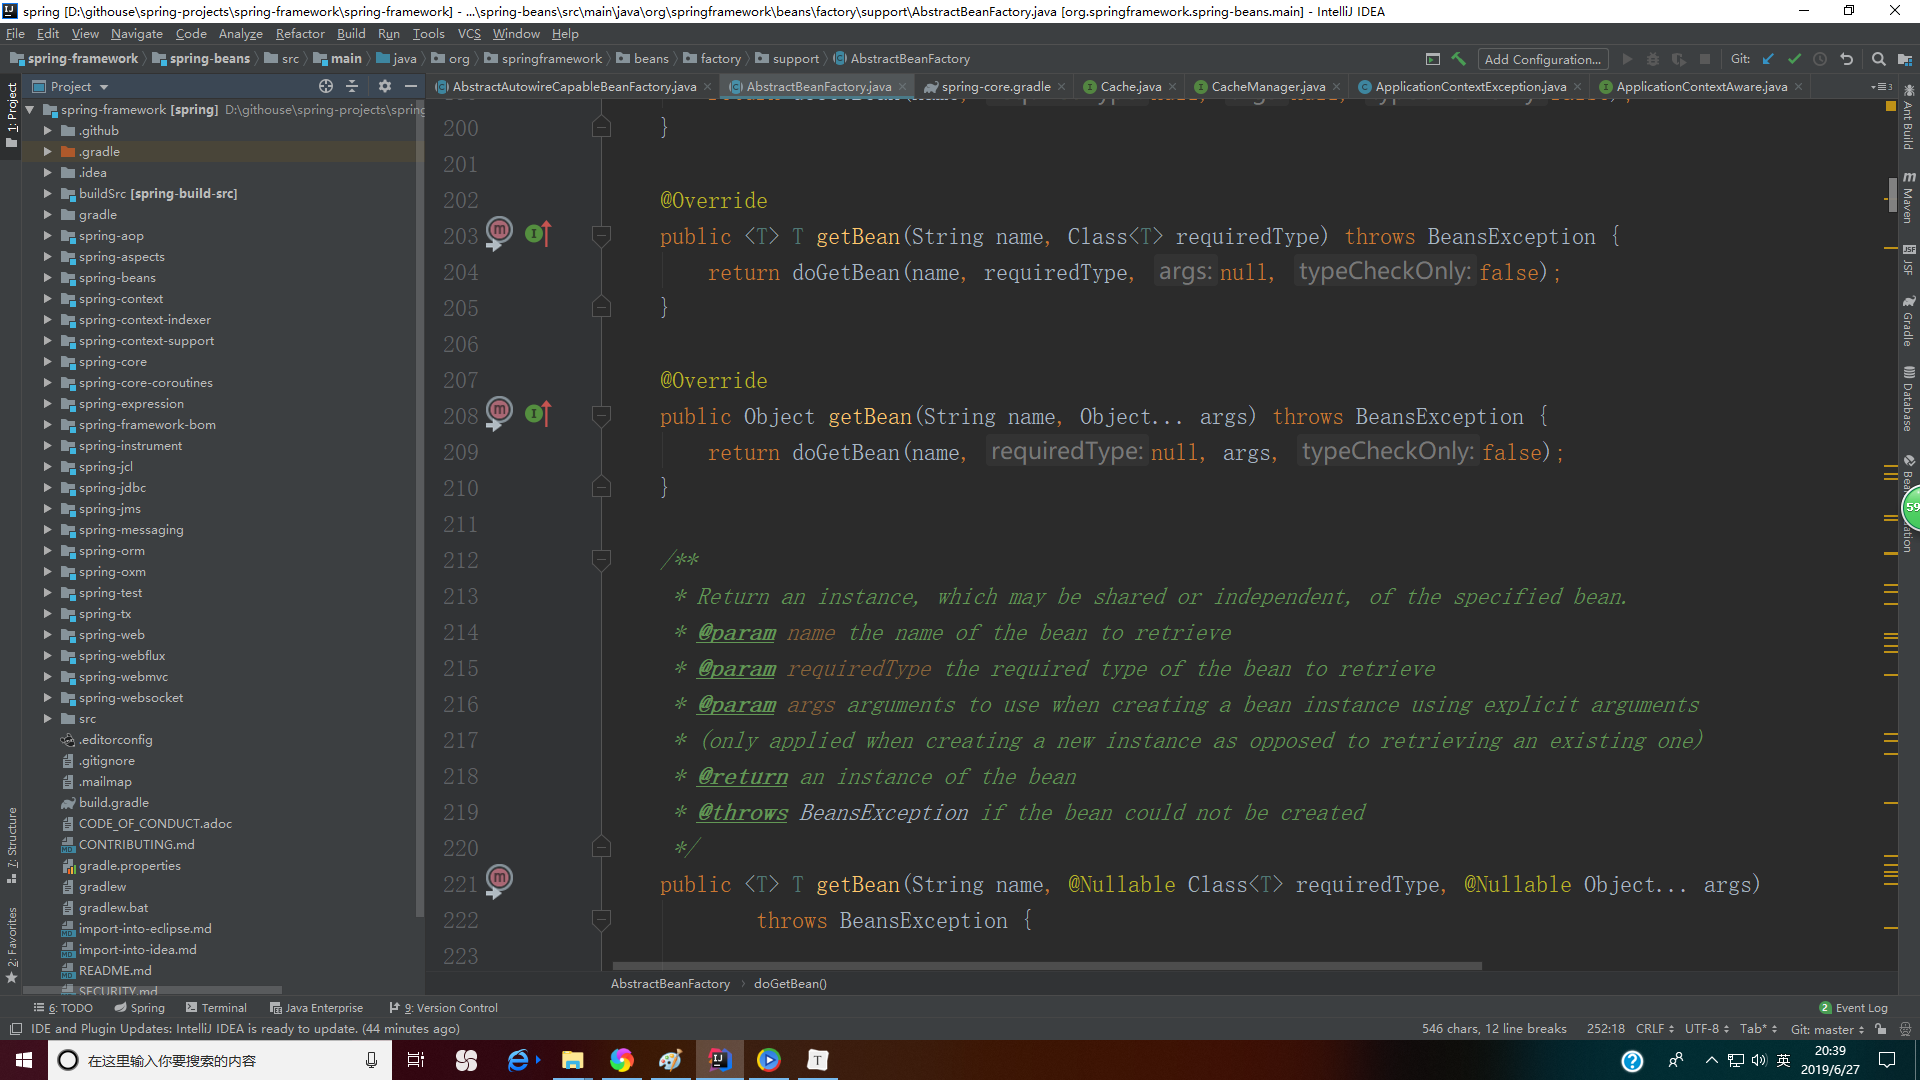 spring [D:\githouse\spring-projects\spring-framework\spring-framework] - ...\spring-beans\src\main\java\org\springframework\beans\factory\support\AbstractBeanFactory.java [org.springframework.spring-beans.main] - IntelliJ IDEA
File Edit View Navigate Code Analyze Refactor Build Run Tools VCS Window Help
spring-framework spring-beans src main java org springframework beans factory support AbstractBeanFactory
Add Configuration...
Git:
Project
AbstractAutowireCapableBeanFactory.java AbstractBeanFactory.java spring-core.gradle Cache.java CacheManager.java ApplicationContextException.java ApplicationContextAware.java
1: Project
7: Structure
2: Favorites
spring-framework [spring] D:\githouse\spring-projects\spring
.github
.gradle
.idea
buildSrc [spring-build-src]
gradle
spring-aop
spring-aspects
spring-beans
spring-context
spring-context-indexer
spring-context-support
spring-core
spring-core-coroutines
spring-expression
spring-framework-bom
spring-instrument
spring-jcl
spring-jdbc
spring-jms
spring-messaging
spring-orm
spring-oxm
spring-test
spring-tx
spring-web
spring-webflux
spring-webmvc
spring-websocket
src
.editorconfig
.gitignore
.mailmap
build.gradle
CODE_OF_CONDUCT.adoc
CONTRIBUTING.md
gradle.properties
gradlew
gradlew.bat
import-into-eclipse.md
import-into-idea.md
README.md
SECURITY.md
200 }
201
202 @Override
203 public <T> T getBean(String name, Class<T> requiredType) throws BeansException {
204 return doGetBean(name, requiredType, args: null, typeCheckOnly: false);
205 }
206
207 @Override
208 public Object getBean(String name, Object... args) throws BeansException {
209 return doGetBean(name, requiredType: null, args, typeCheckOnly: false);
210 }
211
212 /**
213 * Return an instance, which may be shared or independent, of the specified bean.
214 * @param name the name of the bean to retrieve
215 * @param requiredType the required type of the bean to retrieve
216 * @param args arguments to use when creating a bean instance using explicit arguments
217 * (only applied when creating a new instance as opposed to retrieving an existing one)
218 * @return an instance of the bean
219 * @throws BeansException if the bean could not be created
220 */
221 public <T> T getBean(String name, @Nullable Class<T> requiredType, @Nullable Object... args)
222 throws BeansException {
223
AbstractBeanFactory doGetBean()
Ant Build
Maven
JSF
Gradle
Database
59
6: TODO Spring Terminal Java Enterprise 9: Version Control 2 Event Log
IDE and Plugin Updates: IntelliJ IDEA is ready to update. (44 minutes ago) 546 chars, 12 line breaks 252:18 CRLF UTF-8 Tab* Git: master
在这里输入你要搜索的内容
英
20:39
2019/6/27